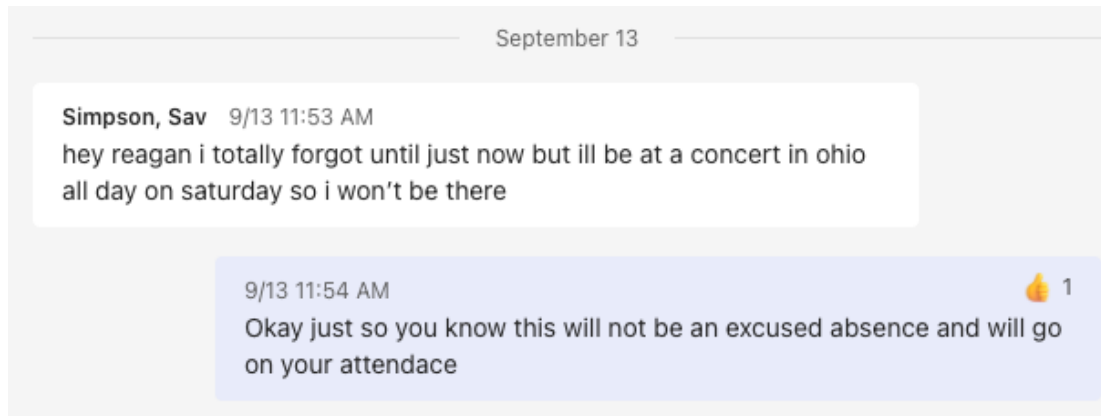 September 13
Simpson, Sav 9/13 11:53 AM
hey reagan i totally forgot until just now but ill be at a concert in ohio
all day on saturday so i won't be there
9/13 11:54 AM 👍 1
Okay just so you know this will not be an excused absence and will go
on your attendace